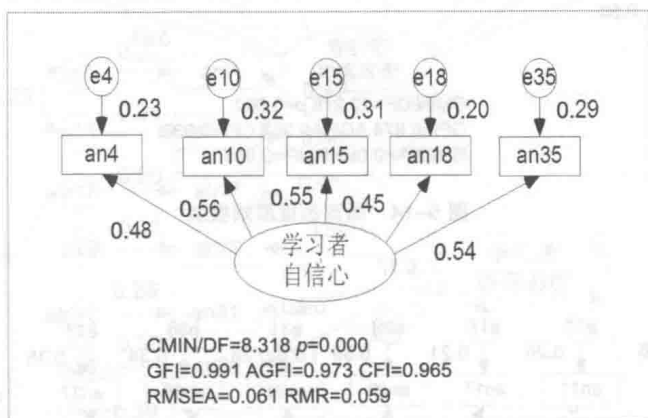 e4 e10 e15 e18 e35
0.23 0.32 0.31 0.20 0.29
an4 an10 an15 an18 an35
0.48 0.56 0.55 0.45 0.54
学习者
自信心
CMIN/DF=8.318 p=0.000
GFI=0.991 AGFI=0.973 CFI=0.965
RMSEA=0.061 RMR=0.059